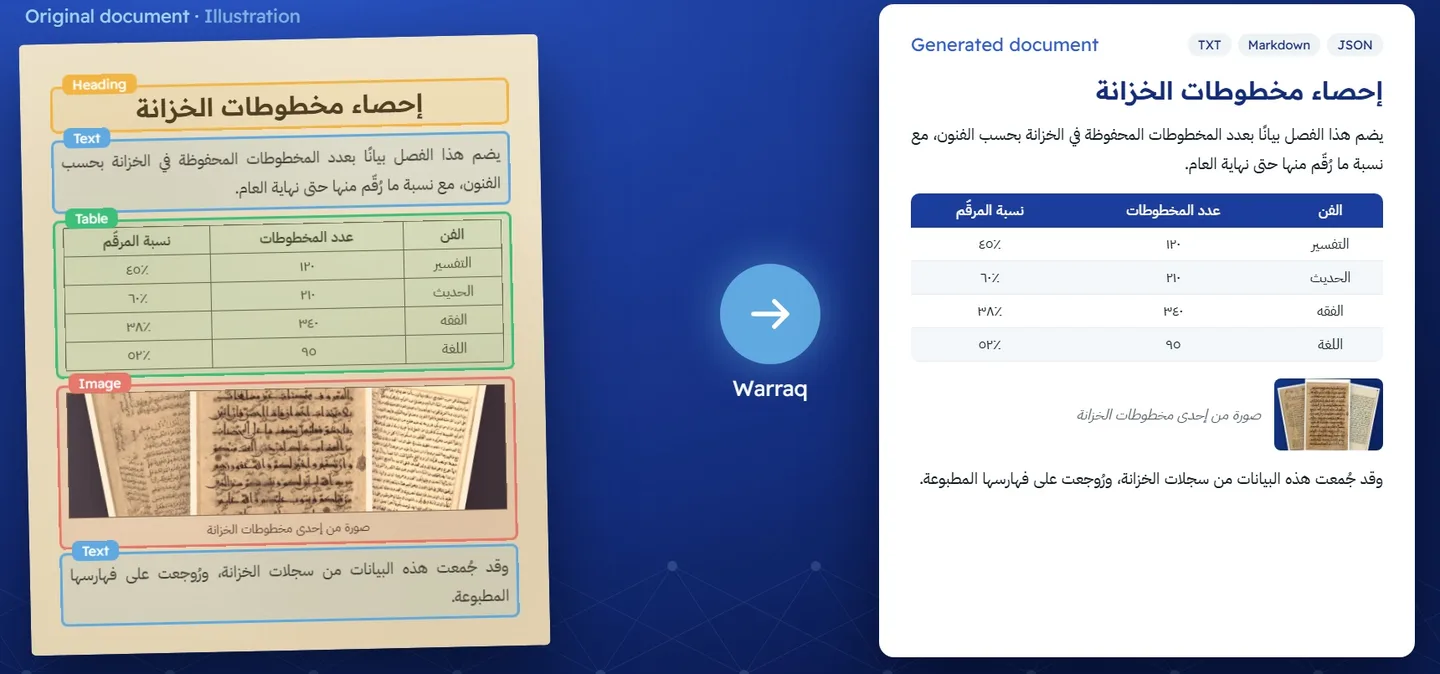 Original document · Illustration
Heading
إحصاء مخطوطات الخزانة
Text
يضم هذا الفصل بيانًا بعدد المخطوطات المحفوظة في الخزانة بحسب
الفنون، مع نسبة ما رُقّم منها حتى نهاية العام.
Table
الفن عدد المخطوطات نسبة المرقّم
التفسير ١٢٠ ٤٥٪
الحديث ٢١٠ ٦٠٪
الفقه ٣٤٠ ٣٨٪
اللغة ٩٥ ٥٢٪
Image
صورة من إحدى مخطوطات الخزانة
Text
وقد جُمعت هذه البيانات من سجلات الخزانة، ورُوجعت على فهارسها
المطبوعة.
Warraq
Generated document TXT Markdown JSON
إحصاء مخطوطات الخزانة
يضم هذا الفصل بيانًا بعدد المخطوطات المحفوظة في الخزانة بحسب الفنون، مع
نسبة ما رُقّم منها حتى نهاية العام.
الفن عدد المخطوطات نسبة المرقّم
التفسير ١٢٠ ٤٥٪
الحديث ٢١٠ ٦٠٪
الفقه ٣٤٠ ٣٨٪
اللغة ٩٥ ٥٢٪
صورة من إحدى مخطوطات الخزانة
وقد جُمعت هذه البيانات من سجلات الخزانة، ورُوجعت على فهارسها المطبوعة.